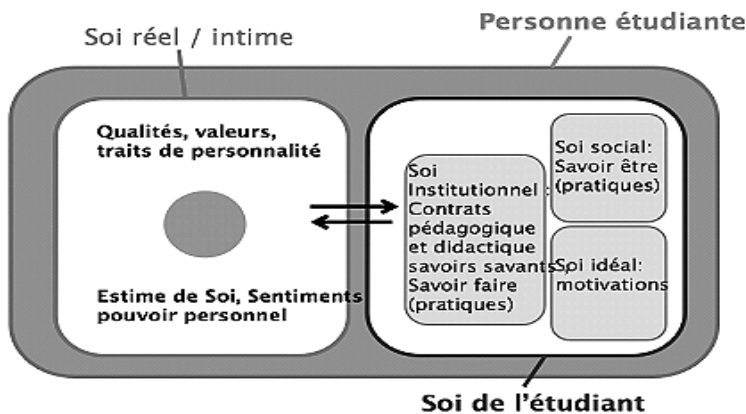 Personne étudiante
Soi réel / intime
Qualités, valeurs,
traits de personnalité
Estime de Soi, Sentiments
pouvoir personnel
Soi
Institutionnel :
Contrats
pédagogique
et didactique
savoirs savants ,
Savoir faire
(pratiques)
Soi social:
Savoir être
(pratiques)
Soi idéal:
motivations
Soi de l'étudiant